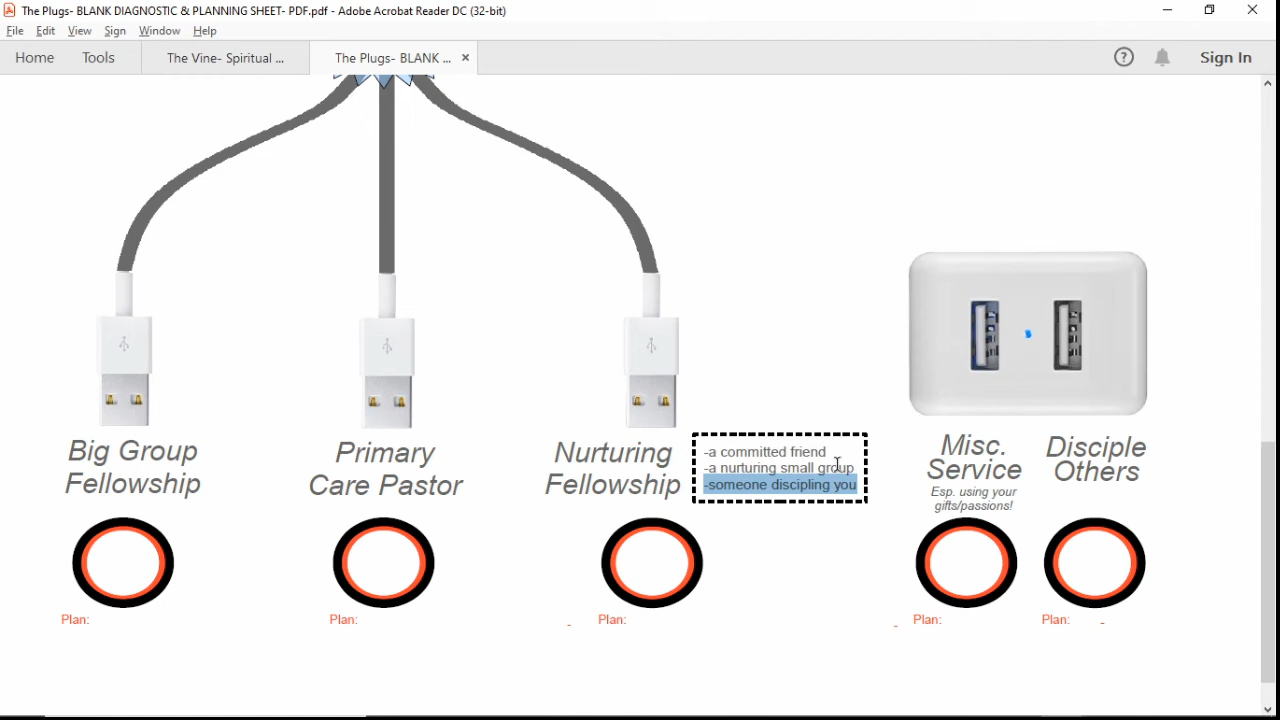 The Plugs- BLANK DIAGNOSTIC & PLANNING SHEET- PDF.pdf - Adobe Acrobat Reader DC (32-bit)
File Edit View Sign Window Help
Home Tools The Vine- Spiritual ... The Plugs- BLANK ... Sign In
Big Group
Fellowship
Primary
Care Pastor
Nurturing
Fellowship
-a committed friend
-a nurturing small group
-someone discipling you
Misc.
Service
Esp. using your
gifts/passions!
Disciple
Others
Plan:
Plan:
Plan:
Plan:
Plan: